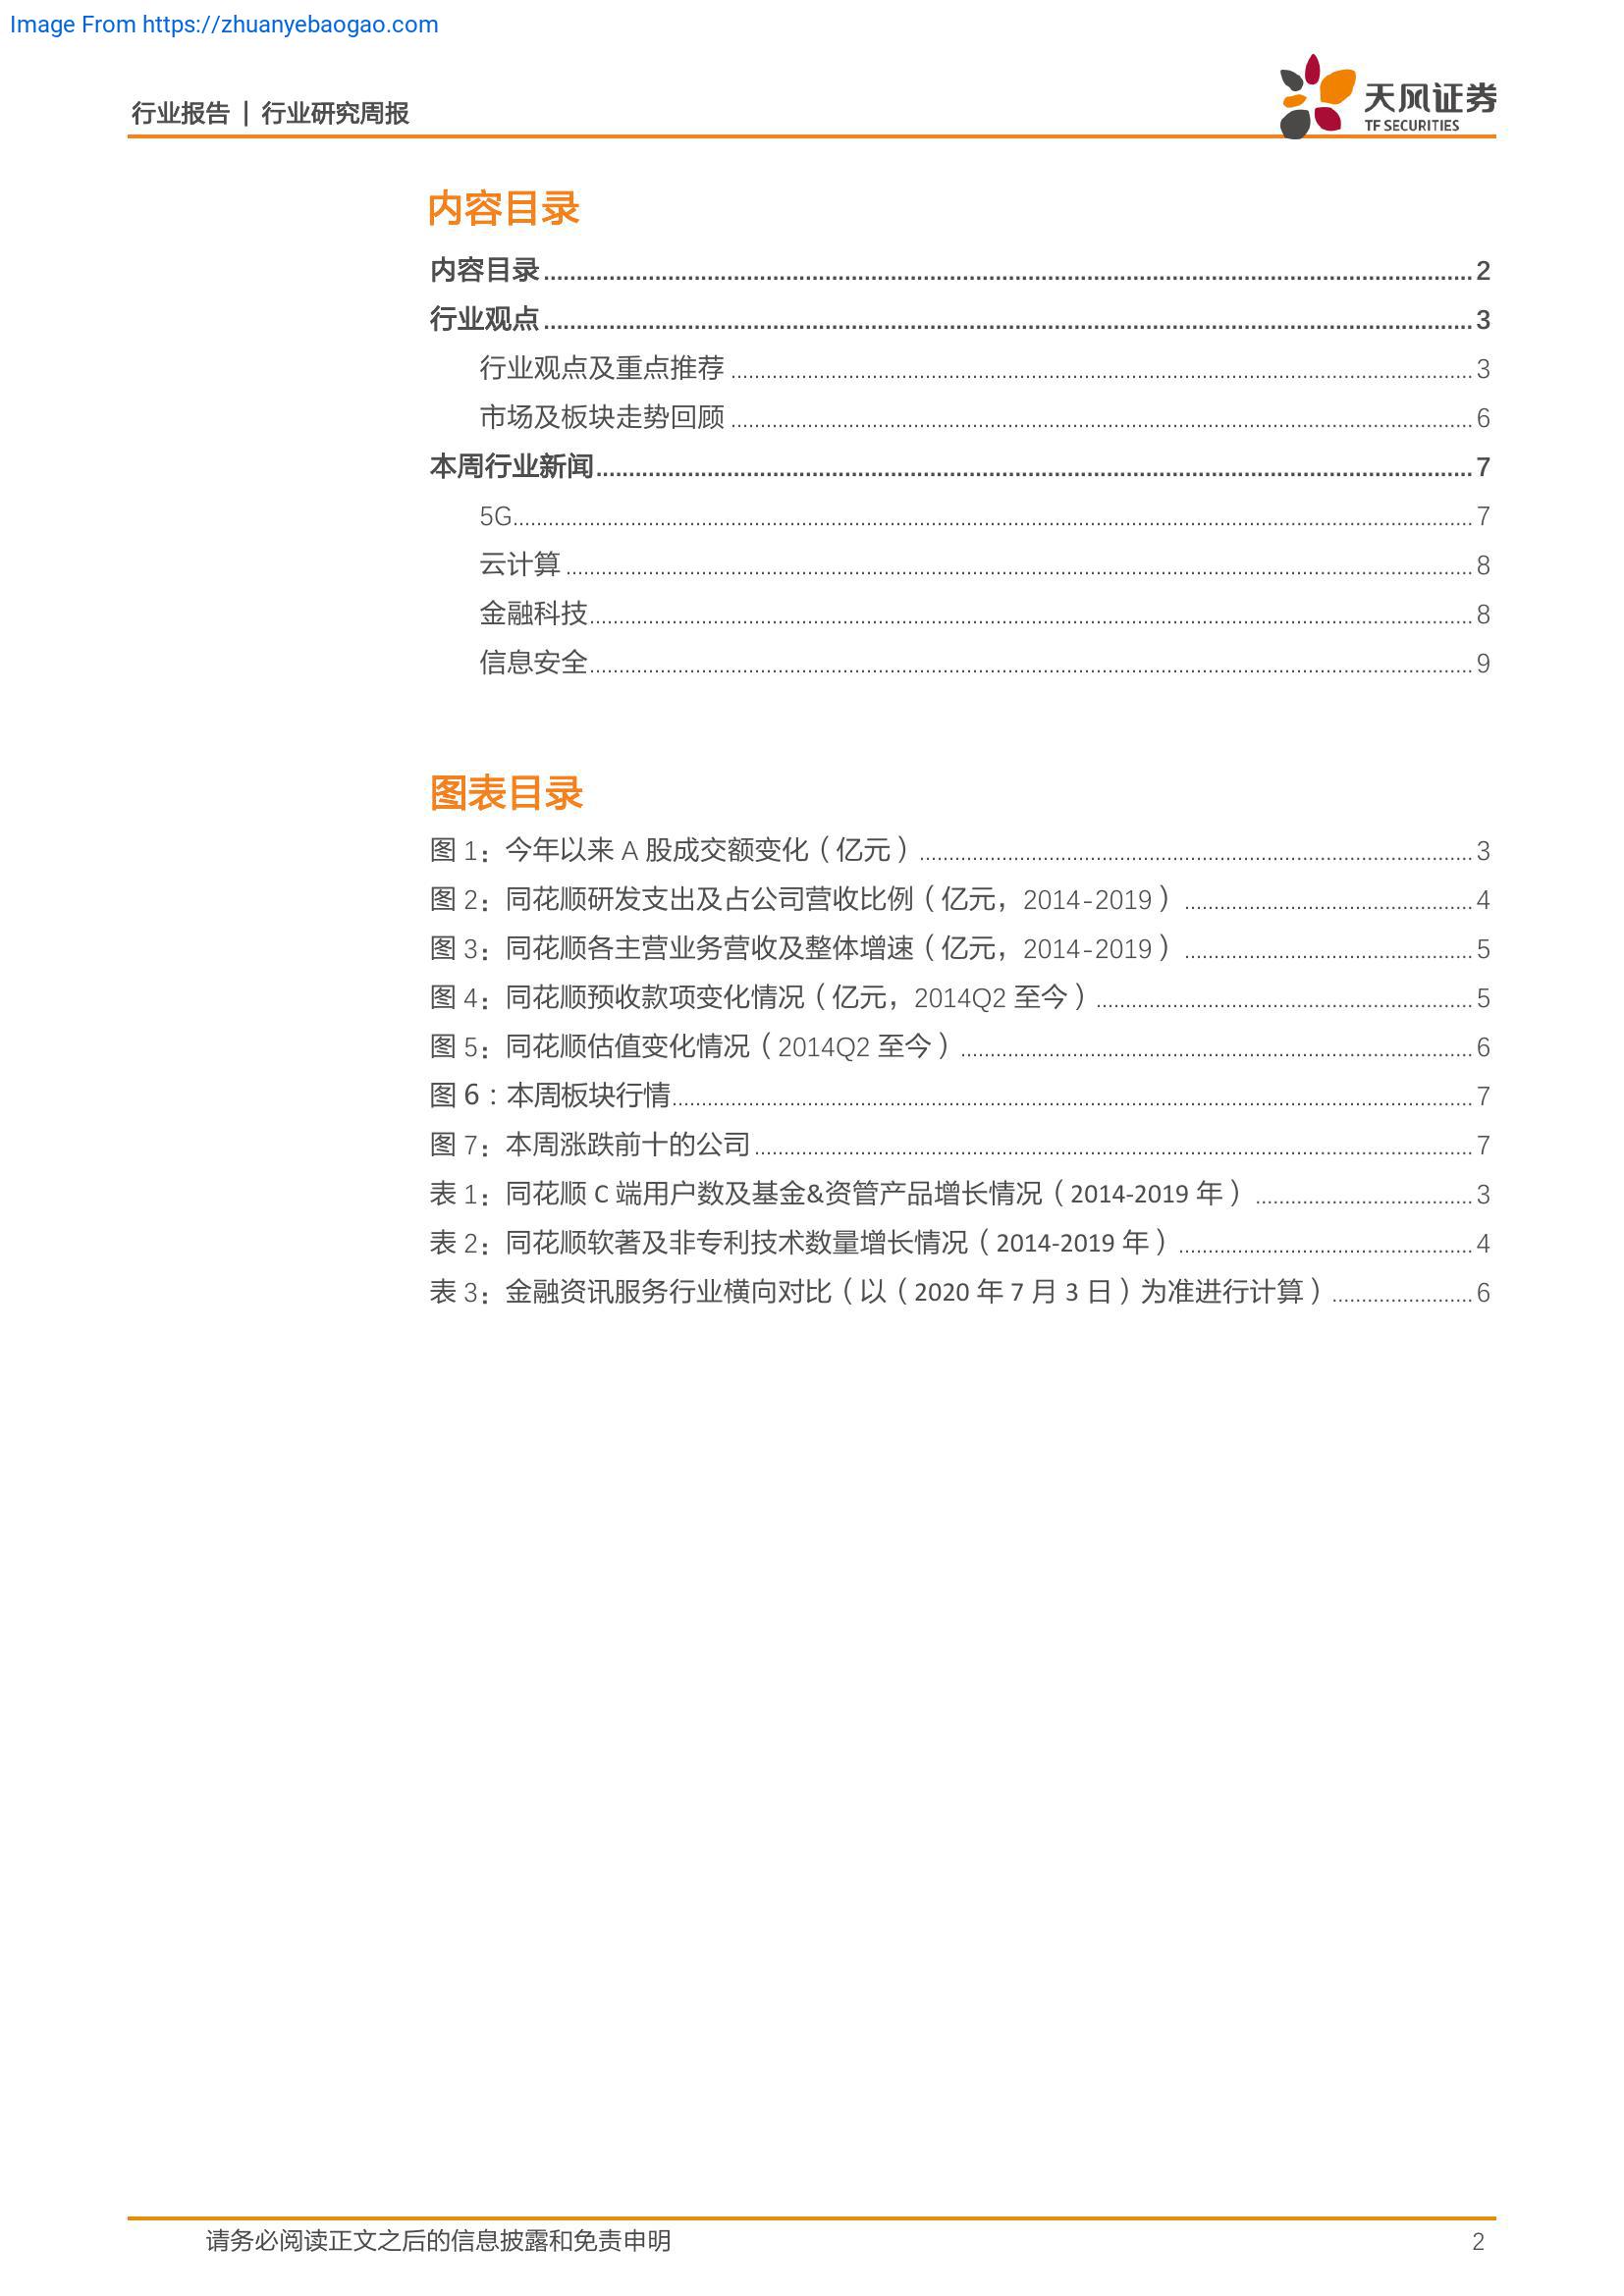 Image From https://zhuanyebaogao.com
行业报告 | 行业研究周报
天风证券
TF SECURITIES
内容目录
内容目录 2
行业观点 3
行业观点及重点推荐 3
市场及板块走势回顾 6
本周行业新闻 7
5G 7
云计算 8
金融科技 8
信息安全 9
图表目录
图 1：今年以来 A 股成交额变化（亿元） 3
图 2：同花顺研发支出及占公司营收比例（亿元，2014-2019） 4
图 3：同花顺各主营业务营收及整体增速（亿元，2014-2019） 5
图 4：同花顺预收款项变化情况（亿元，2014Q2 至今） 5
图 5：同花顺估值变化情况（2014Q2 至今） 6
图 6：本周板块行情 7
图 7：本周涨跌前十的公司 7
表 1：同花顺 C 端用户数及基金&资管产品增长情况（2014-2019 年） 3
表 2：同花顺软著及非专利技术数量增长情况（2014-2019 年） 4
表 3：金融资讯服务行业横向对比（以（2020 年 7 月 3 日）为准进行计算） 6
请务必阅读正文之后的信息披露和免责申明 2